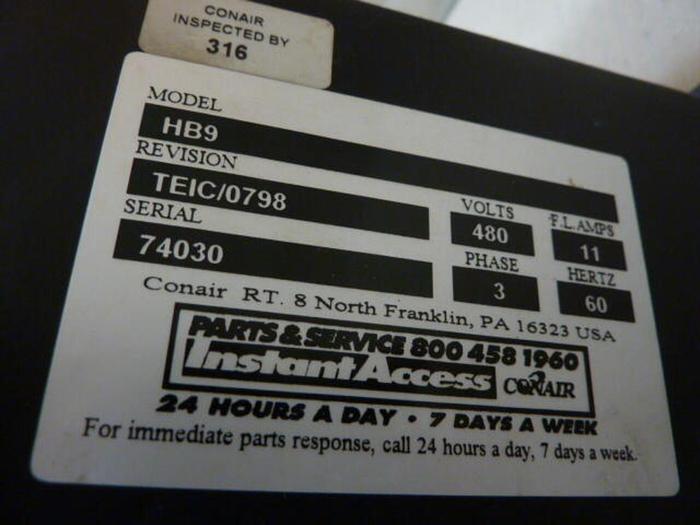 CONAIR
INSPECTED BY
316
MODEL
HB9
REVISION
TEIC/0798
SERIAL
74030
VOLTS F.L. AMPS
480 11
PHASE HERTZ
3 60
Conair RT. 8 North Franklin, PA 16323 USA
PARTS & SERVICE 800 458 1960
Instant Access CONAIR
24 HOURS A DAY • 7 DAYS A WEEK
For immediate parts response, call 24 hours a day, 7 days a week.